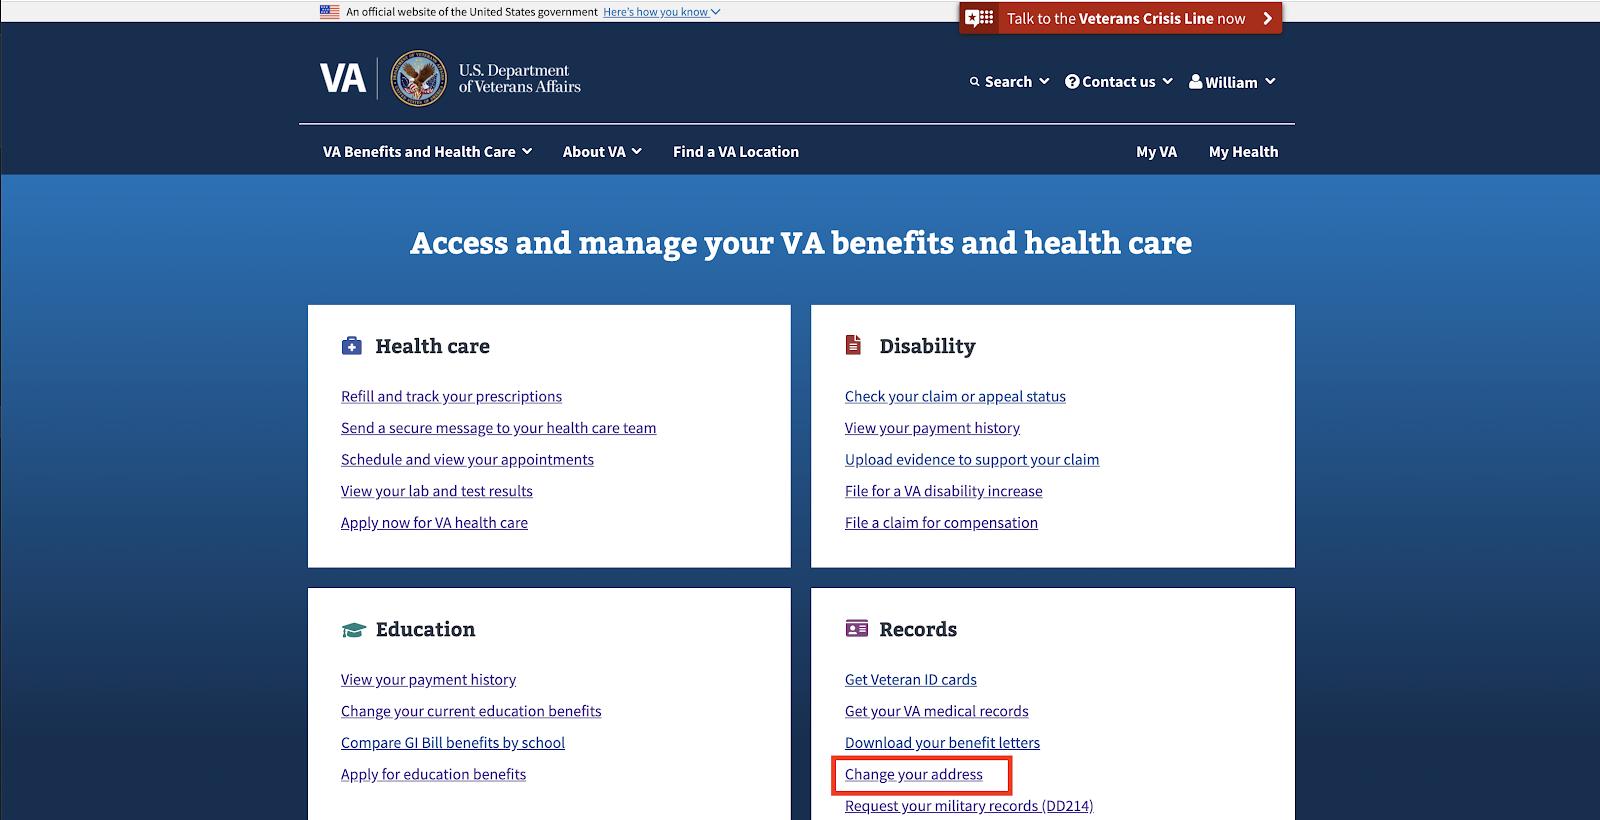 An official website of the United States government Here's how you know
Talk to the Veterans Crisis Line now
VA
U.S. Department
of Veterans Affairs
Search
Contact us
William
VA Benefits and Health Care
About VA
Find a VA Location
My VA
My Health
Access and manage your VA benefits and health care
Health care
Refill and track your prescriptions
Send a secure message to your health care team
Schedule and view your appointments
View your lab and test results
Apply now for VA health care
Disability
Check your claim or appeal status
View your payment history
Upload evidence to support your claim
File for a VA disability increase
File a claim for compensation
Education
View your payment history
Change your current education benefits
Compare GI Bill benefits by school
Apply for education benefits
Records
Get Veteran ID cards
Get your VA medical records
Download your benefit letters
Change your address
Request your military records (DD214)